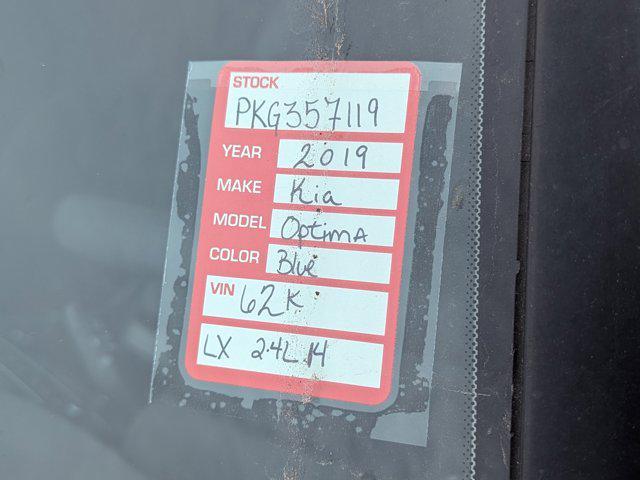 STOCK
PKG357119
YEAR 2019
MAKE Kia
MODEL OptimA
COLOR Blue
VIN 62K
LX 2.4L I4